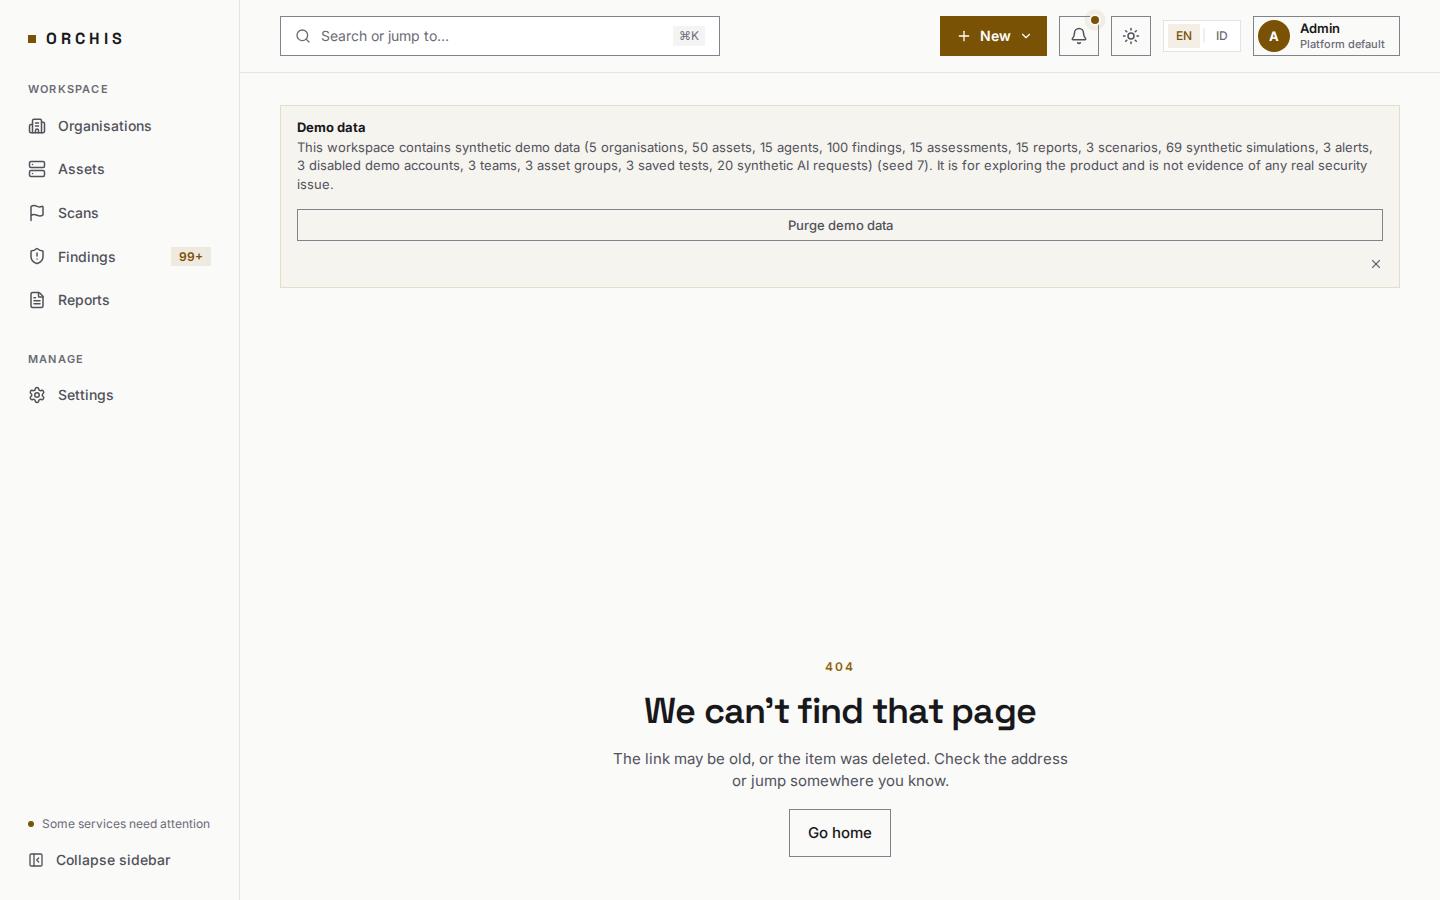 ORCHIS
WORKSPACE
Organisations
Assets
Scans
Findings 99+
Reports
MANAGE
Settings
Some services need attention
Collapse sidebar
Search or jump to... ⌘K
New
EN ID
A
Admin
Platform default
Demo data
This workspace contains synthetic demo data (5 organisations, 50 assets, 15 agents, 100 findings, 15 assessments, 15 reports, 3 scenarios, 69 synthetic simulations, 3 alerts,
3 disabled demo accounts, 3 teams, 3 asset groups, 3 saved tests, 20 synthetic AI requests) (seed 7). It is for exploring the product and is not evidence of any real security
issue.
Purge demo data
404
We can’t find that page
The link may be old, or the item was deleted. Check the address
or jump somewhere you know.
Go home